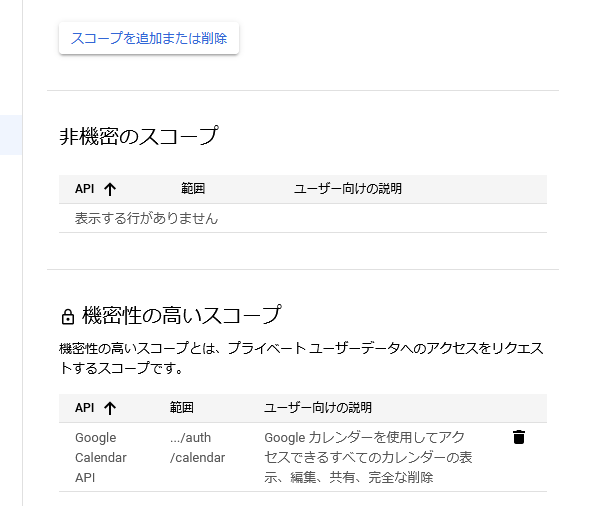 スコープを追加または削除
非機密のスコープ
API ↑ 範囲 ユーザー向けの説明
表示する行がありません
機密性の高いスコープ
機密性の高いスコープとは、プライベート ユーザーデータへのアクセスをリクエ
ストするスコープです。
API ↑ 範囲 ユーザー向けの説明
Google .../auth Google カレンダーを使用してアク
Calendar /calendar セスできるすべてのカレンダーの表
API 示、編集、共有、完全な削除